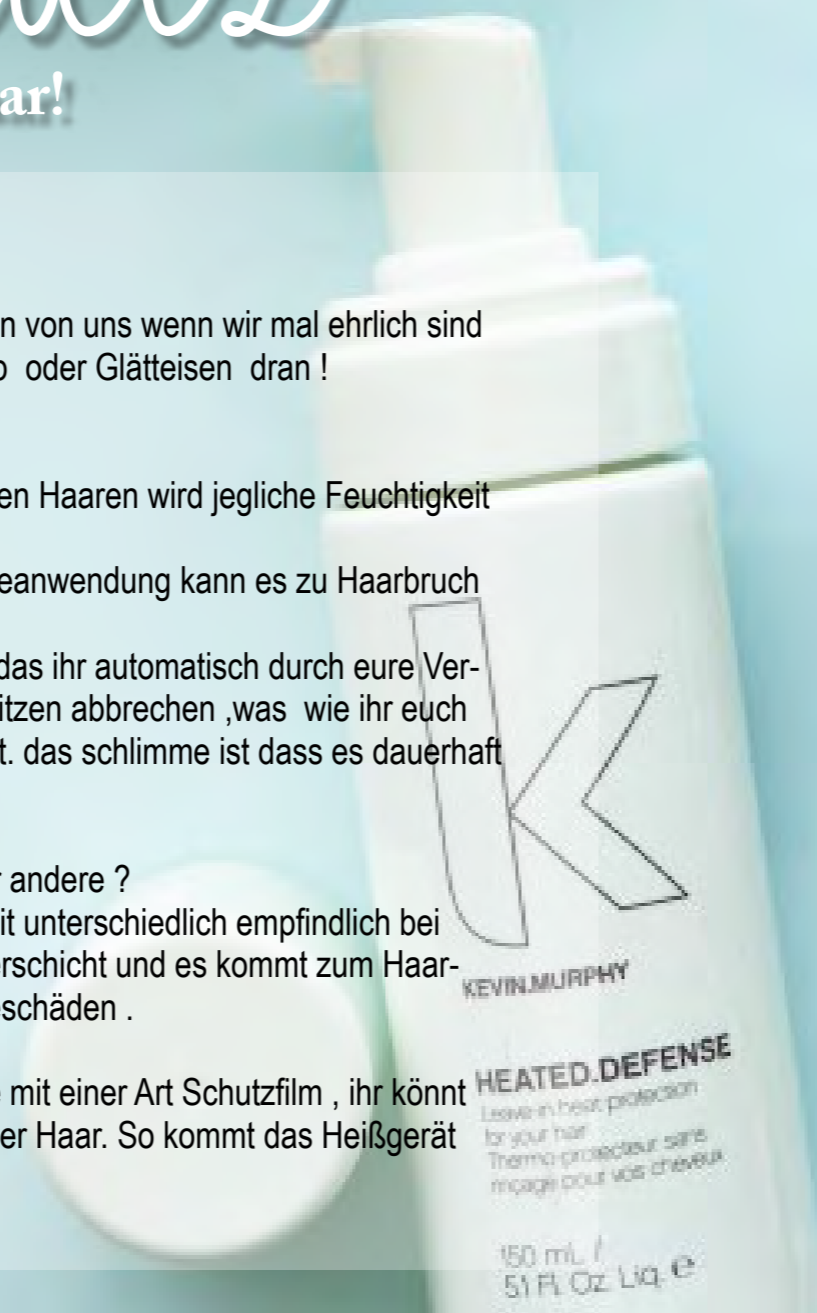 ar!
n von uns wenn wir mal ehrlich sind
o oder Glätteisen dran !
en Haaren wird jegliche Feuchtigkeit
eanwendung kann es zu Haarbruch
das ihr automatisch durch eure Ver-
itzen abbrechen ,was wie ihr euch
t. das schlimme ist dass es dauerhaft
r andere ?
it unterschiedlich empfindlich bei
erschicht und es kommt zum Haar-
eschäden .
e mit einer Art Schutzfilm , ihr könnt
er Haar. So kommt das Heißgerät
k
KEVIN.MURPHY
HEATED.DEFENSE
Leave-in heat protection
for your hair
Thermo-protecteur sans
rinçage pour vos cheveux
150 mL /
5.1 Fl. Oz. Liq. e